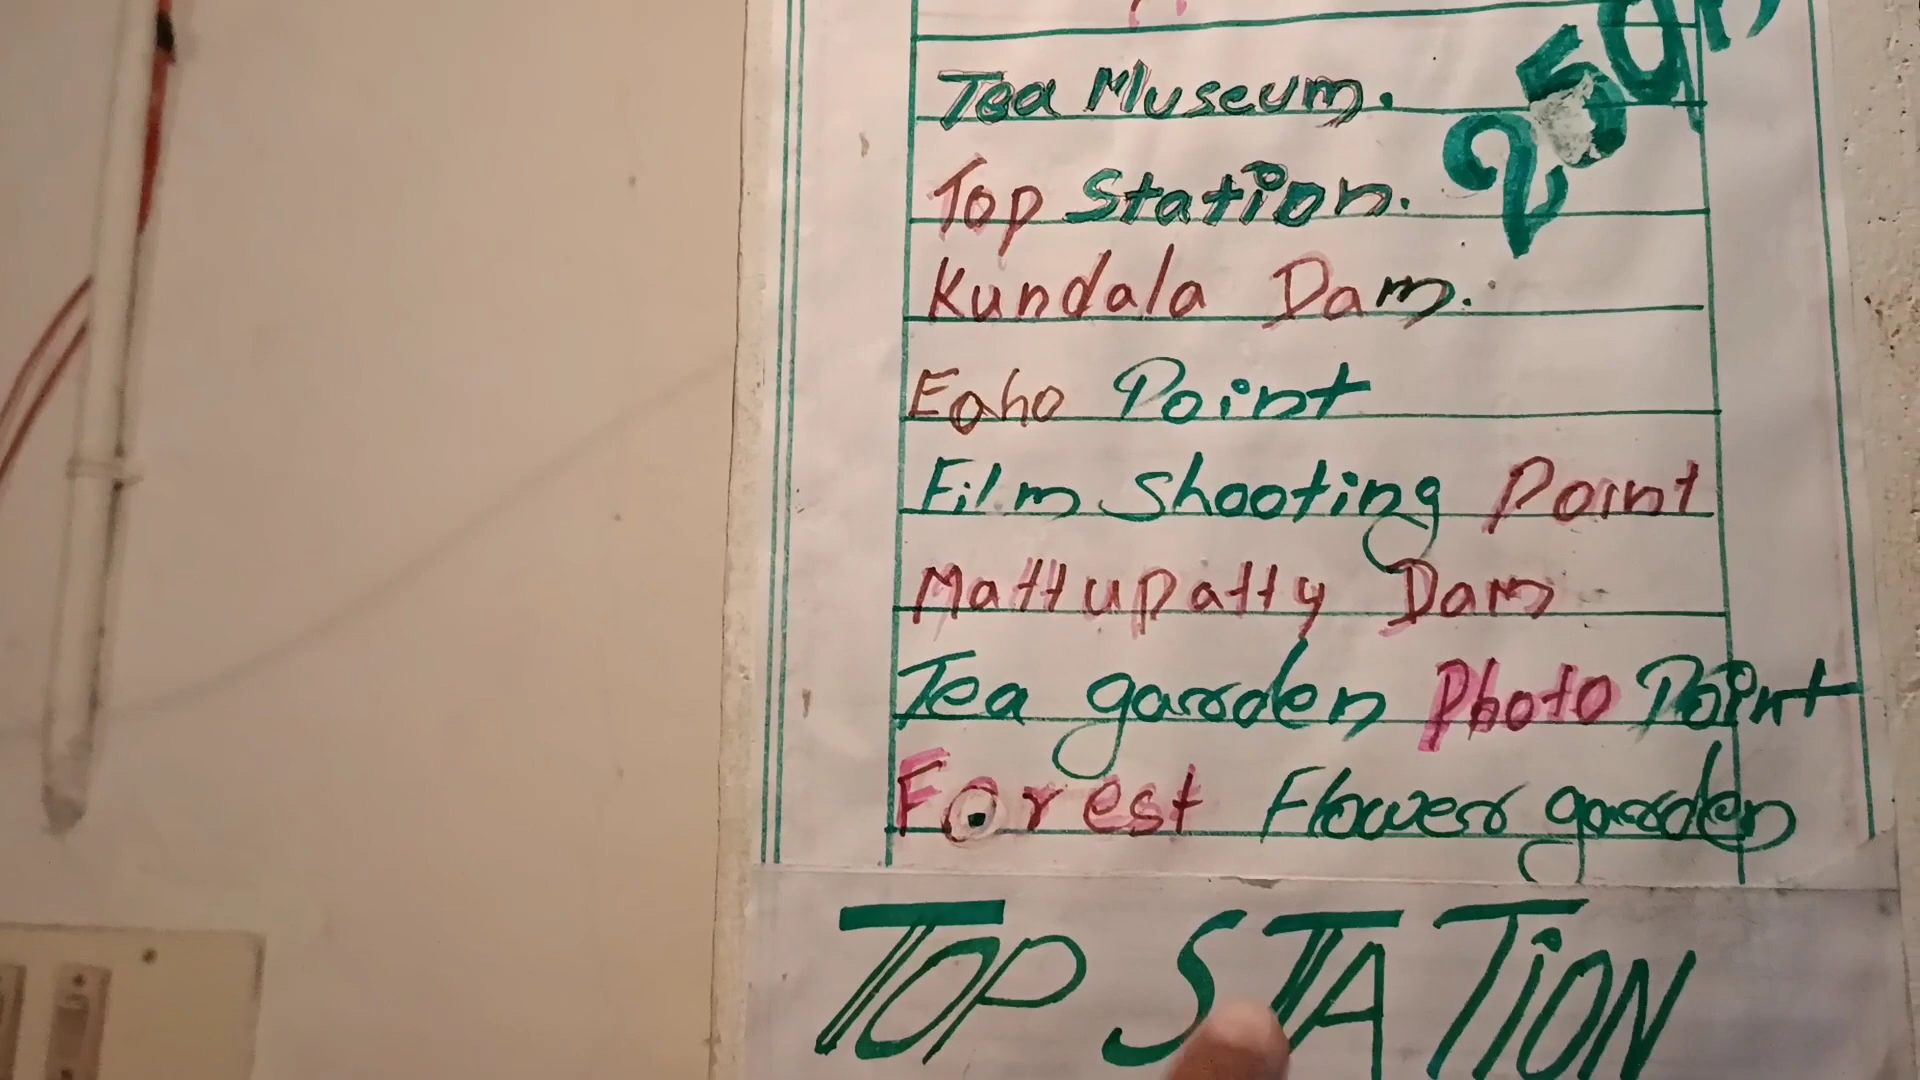 Tea Museum.
Top Station.
Kundala Dam.
Eaho Point
Film Shooting Point
Mattupatty Dam
Tea garden Photo Point
Forest Flower garden
TOP STATiON